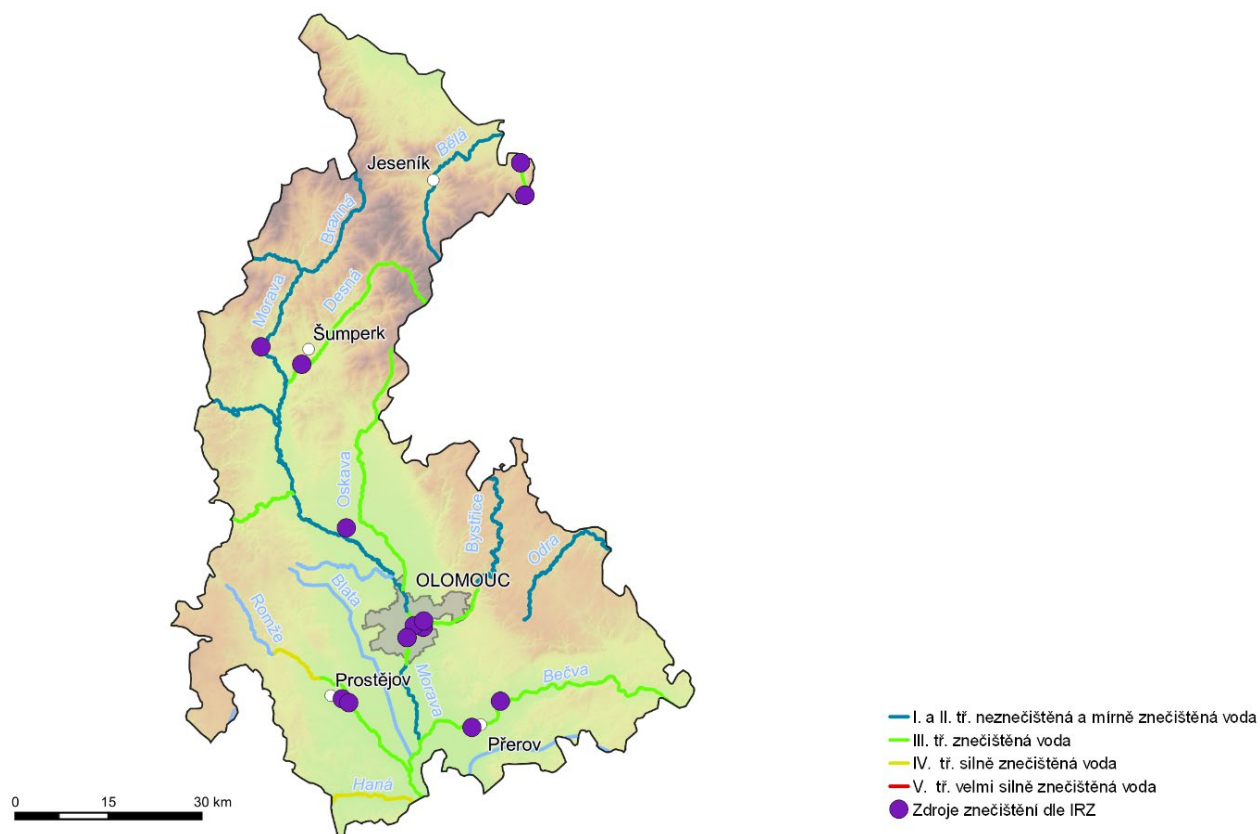 Bělá
Jeseník
Branná
Desná
Morava
Šumperk
Oskava
Bystřice
Odra
OLOMOUC
Blata
Romže
Prostějov
Morava
Bečva
Přerov
Haná
0 15 30 km
I. a II. tř. neznečištěná a mírně znečištěná voda
III. tř. znečištěná voda
IV. tř. silně znečištěná voda
V. tř. velmi silně znečištěná voda
Zdroje znečištění dle IRZ